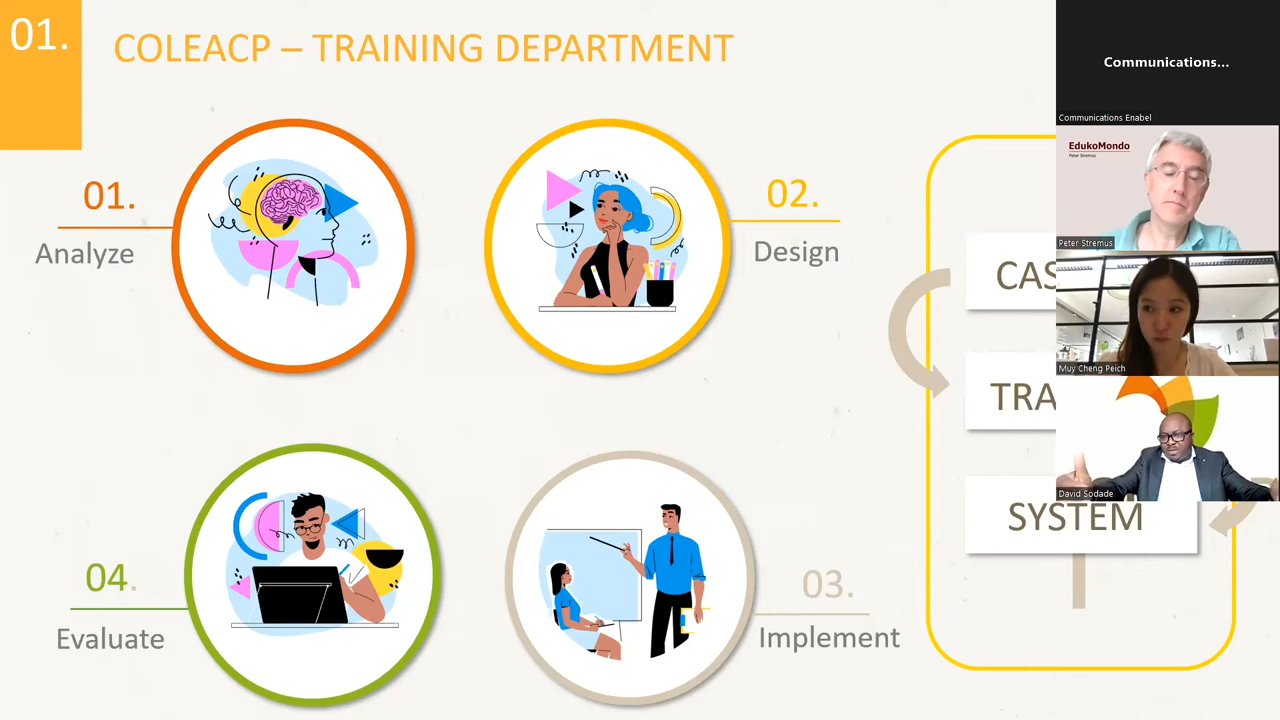 01.
COLEACP – TRAINING DEPARTMENT
01.
Analyze
02.
Design
04.
Evaluate
03.
Implement
CAS
TRA
SYSTEM
Communications...
Communications Enabel
EdukoMondo
Peter Stremus
Peter Stremus
Muy Cheng Peich
David Sodade